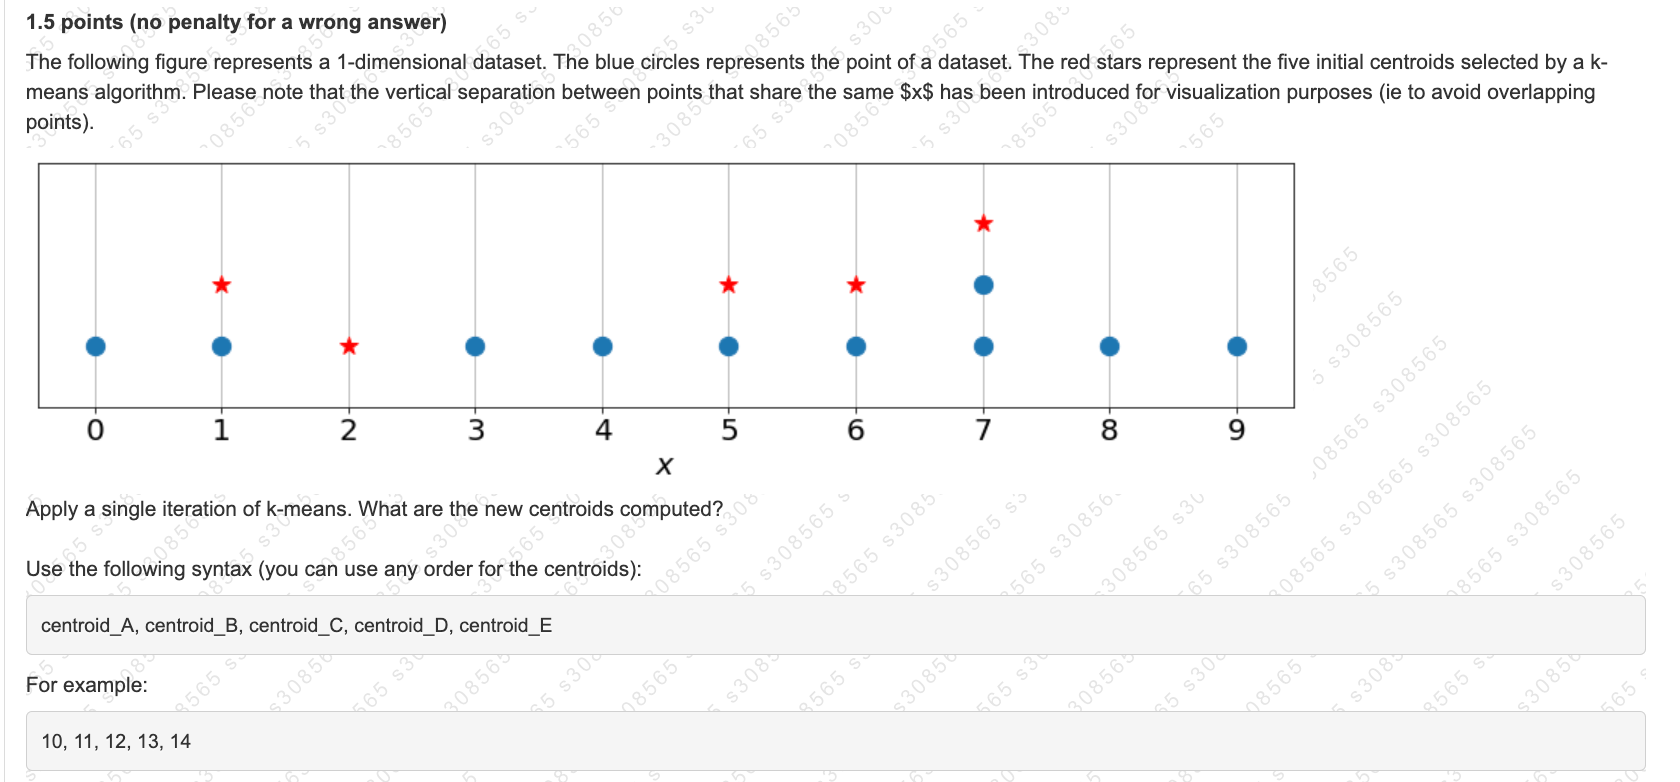 1.5 points (no penalty for a wrong answer)
The following figure represents a 1-dimensional dataset. The blue circles represents the point of a dataset. The red stars represent the five initial centroids selected by a k-
means algorithm. Please note that the vertical separation between points that share the same $x$ has been introduced for visualization purposes (ie to avoid overlapping
points).
0 1 2 3 4 5 6 7 8 9
x
Apply a single iteration of k-means. What are the new centroids computed?
Use the following syntax (you can use any order for the centroids):
centroid_A, centroid_B, centroid_C, centroid_D, centroid_E
For example:
10, 11, 12, 13, 14